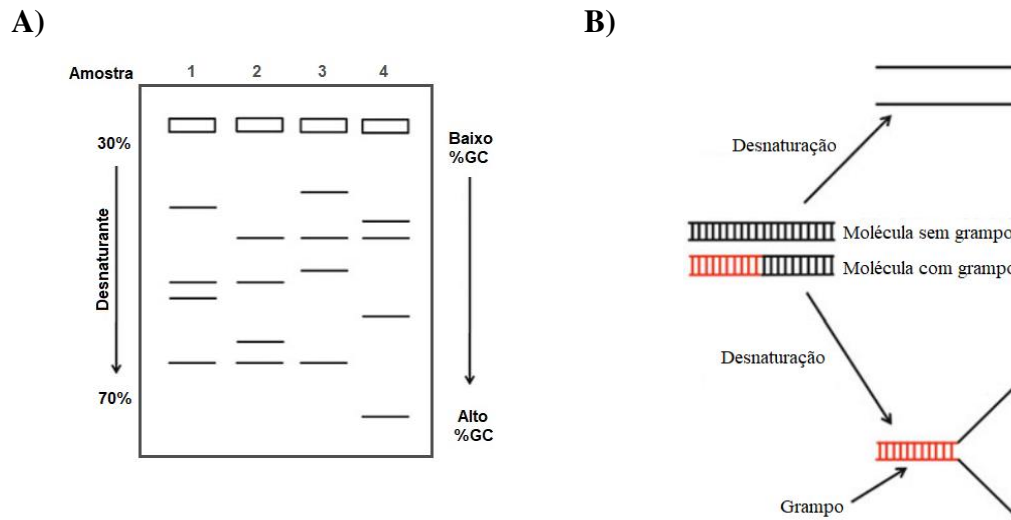 A)
Amostra 1 2 3 4
30%
Desnaturante
70%
Baixo
%GC
Alto
%GC
B)
Desnaturação
Molécula sem grampo
Molécula com grampo
Desnaturação
Grampo